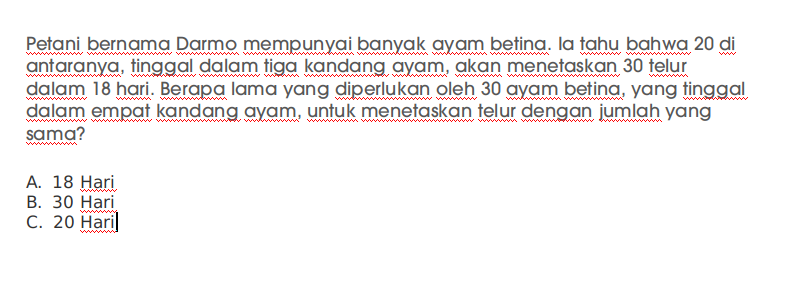 Petani bernama Darmo mempunyai banyak ayam betina. Ia tahu bahwa 20 di
antaranya, tinggal dalam tiga kandang ayam, akan menetaskan 30 telur
dalam 18 hari. Berapa lama yang diperlukan oleh 30 ayam betina, yang tinggal
dalam empat kandang ayam, untuk menetaskan telur dengan jumlah yang
sama?
A. 18 Hari
B. 30 Hari
C. 20 Hari